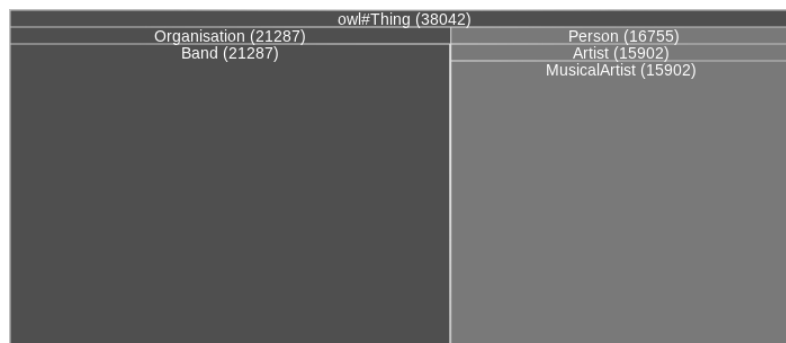 owl#Thing (38042)
Organisation (21287)
Person (16755)
Band (21287)
Artist (15902)
MusicalArtist (15902)